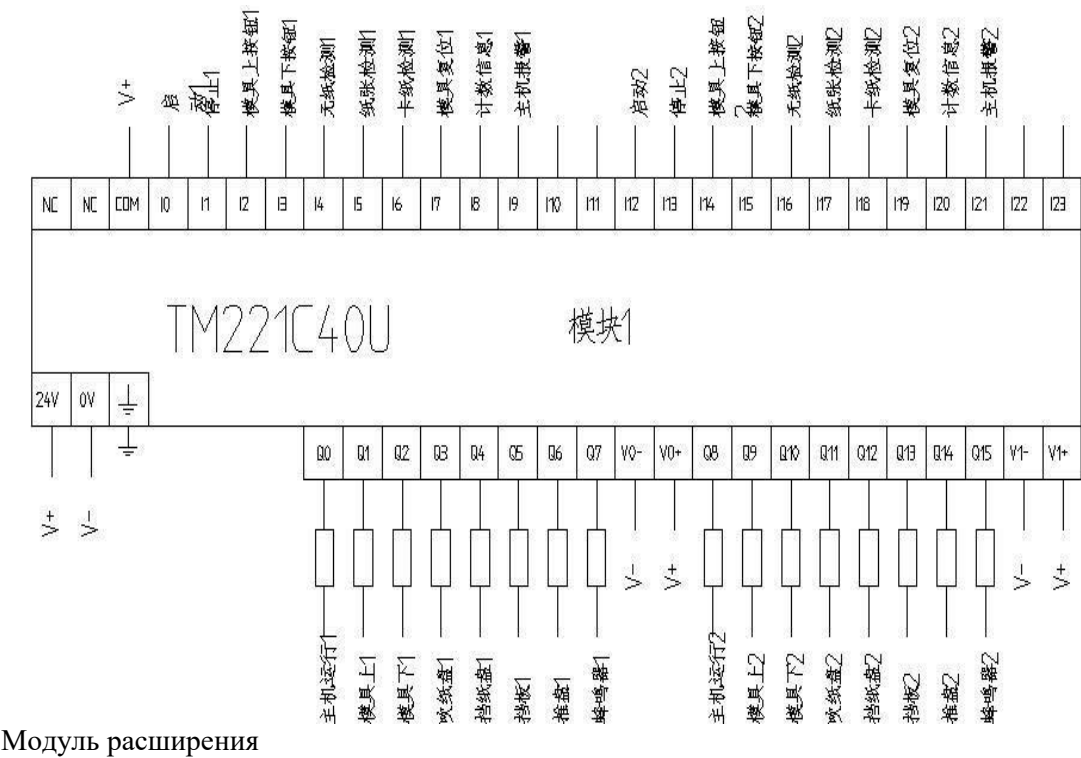 V+
启动1
停止1
模具上按钮1
模具下按钮1
无纸检测1
纸张检测1
卡纸检测1
模具复位1
计数信息1
主机报警1
启动2
停止2
模具上按钮2
模具下按钮2
无纸检测2
纸张检测2
卡纸检测2
模具复位2
计数信息2
主机报警2
NC NC COM I0 I1 I2 I3 I4 I5 I6 I7 I8 I9 I10 I11 I12 I13 I14 I15 I16 I17 I18 I19 I20 I21 I22 I23
TM221C40U 模块1
24V 0V
Q0 Q1 Q2 Q3 Q4 Q5 Q6 Q7 V0- V0+ Q8 Q9 Q10 Q11 Q12 Q13 Q14 Q15 V1- V1+
V+
V-
主机运行1
模具上1
模具下1
吹纸盘1
挡纸盘1
挡板1
推盘1
蜂鸣器1
V-
V+
主机运行2
模具上2
模具下2
吹纸盘2
挡纸盘2
挡板2
推盘2
蜂鸣器2
V-
V+
Модуль расширения